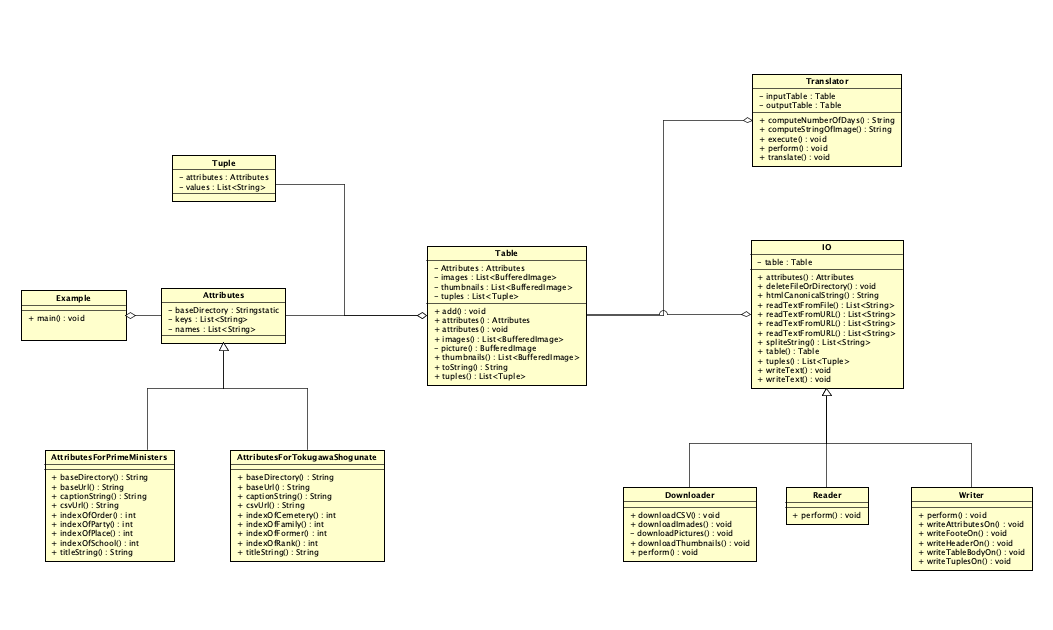 Translator
- inputTable : Table
- outputTable : Table
+ computeNumberOfDays() : String
+ computeStringOfImage() : String
+ execute() : void
+ perform() : void
+ translate() : void
Tuple
- attributes : Attributes
- values : List<String>
Table
- Attributes : Attributes
- images : List<BufferedImage>
- thumbnails : List<BufferedImage>
- tuples : List<Tuple>
+ add() : void
+ attributes() : Attributes
+ attributes() : void
+ images() : List<BufferedImage>
- picture() : BufferedImage
+ thumbnails() : List<BufferedImage>
+ toString() : String
+ tuples() : List<Tuple>
IO
- table : Table
+ attributes() : Attributes
+ deleteFileOrDirectory() : void
+ htmlCanonicalString() : String
+ readTextFromFile() : List<String>
+ readTextFromURL() : List<String>
+ readTextFromURL() : List<String>
+ readTextFromURL() : List<String>
+ spliteString() : List<String>
+ table() : Table
+ tuples() : List<Tuple>
+ writeText() : void
+ writeText() : void
Example
+ main() : void
Attributes
- baseDirectory : Stringstatic
- keys : List<String>
- names : List<String>
AttributesForPrimeMinisters
+ baseDirectory() : String
+ baseUrl() : String
+ captionString() : String
+ csvUrl() : String
+ indexOfOrder() : int
+ indexOfParty() : int
+ indexOfPlace() : int
+ indexOfSchool() : int
+ titleString() : String
AttributesForTokugawaShogunate
+ baseDirectory() : String
+ baseUrl() : String
+ captionString() : String
+ csvUrl() : String
+ indexOfCemetery() : int
+ indexOfFamily() : int
+ indexOfFormer() : int
+ indexOfRank() : int
+ titleString() : String
Downloader
+ downloadCSV() : void
+ downloadImades() : void
- downloadPictures() : void
+ downloadThumbnails() : void
+ perform() : void
Reader
+ perform() : void
Writer
+ perform() : void
+ writeAttributesOn() : void
+ writeFooteOn() : void
+ writeHeaderOn() : void
+ writeTableBodyOn() : void
+ writeTuplesOn() : void